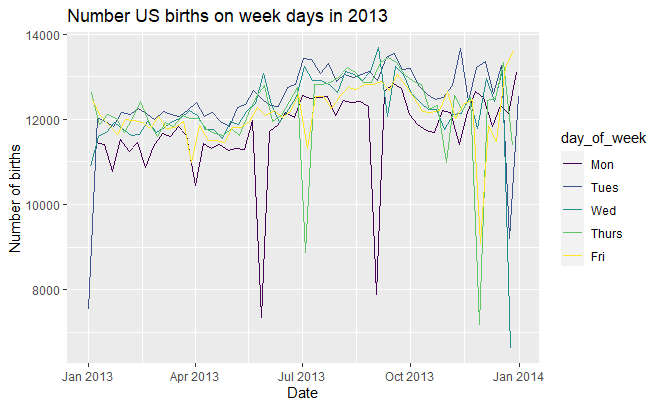 Number US births on week days in 2013
14000
12000
10000
8000
Number of births
Jan 2013
Apr 2013
Jul 2013
Oct 2013
Jan 2014
Date
day_of_week
Mon
Tues
Wed
Thurs
Fri